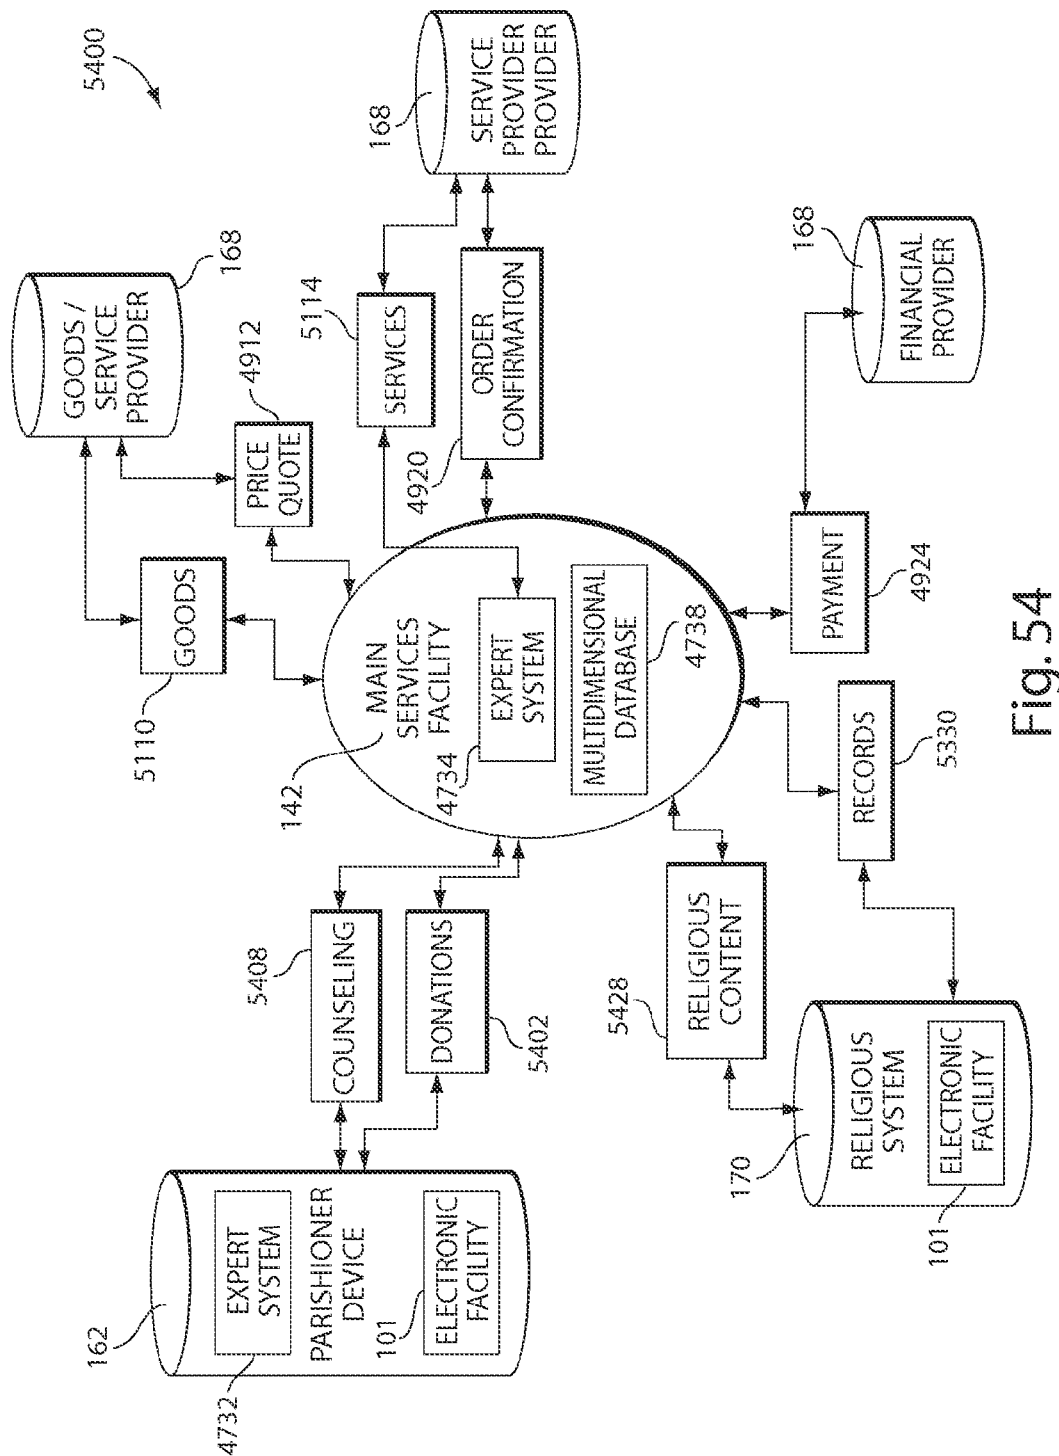 5400
162
EXPERT
SYSTEM
4732
PARISHIONER
DEVICE
101
ELECTRONIC
FACILITY
COUNSELING
5408
DONATIONS
5402
5110
GOODS
GOODS /
SERVICE
PROVIDER
168
PRICE
QUOTE
4912
142
MAIN
SERVICES
FACILITY
4734
EXPERT
SYSTEM
MULTIDIMENSIONAL
DATABASE
4738
5114
SERVICES
4920
ORDER
CONFIRMATION
168
SERVICE
PROVIDER
PROVIDER
5428
RELIGIOUS
CONTENT
170
RELIGIOUS
SYSTEM
101
ELECTRONIC
FACILITY
RECORDS
5330
PAYMENT
4924
168
FINANCIAL
PROVIDER
Fig. 54